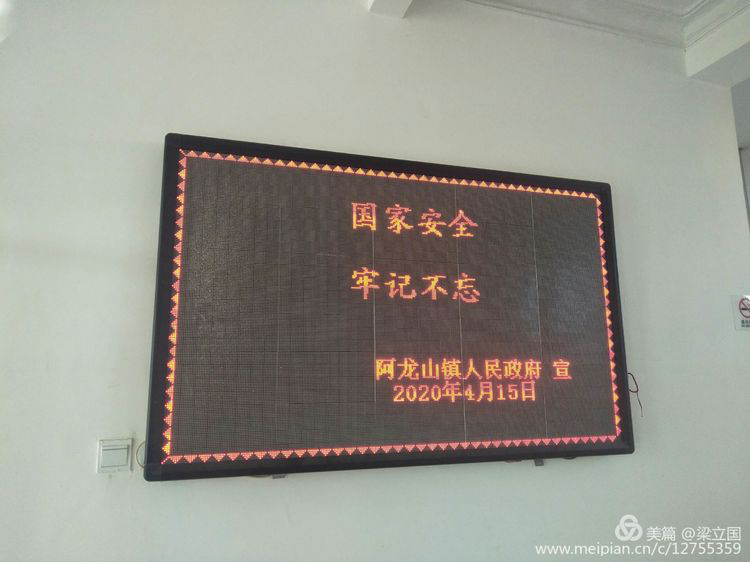 国家安全
牢记不忘
阿龙山镇人民政府 宣
2020年4月15日
美篇 @梁立国
www.meipian.cn/c/12755359